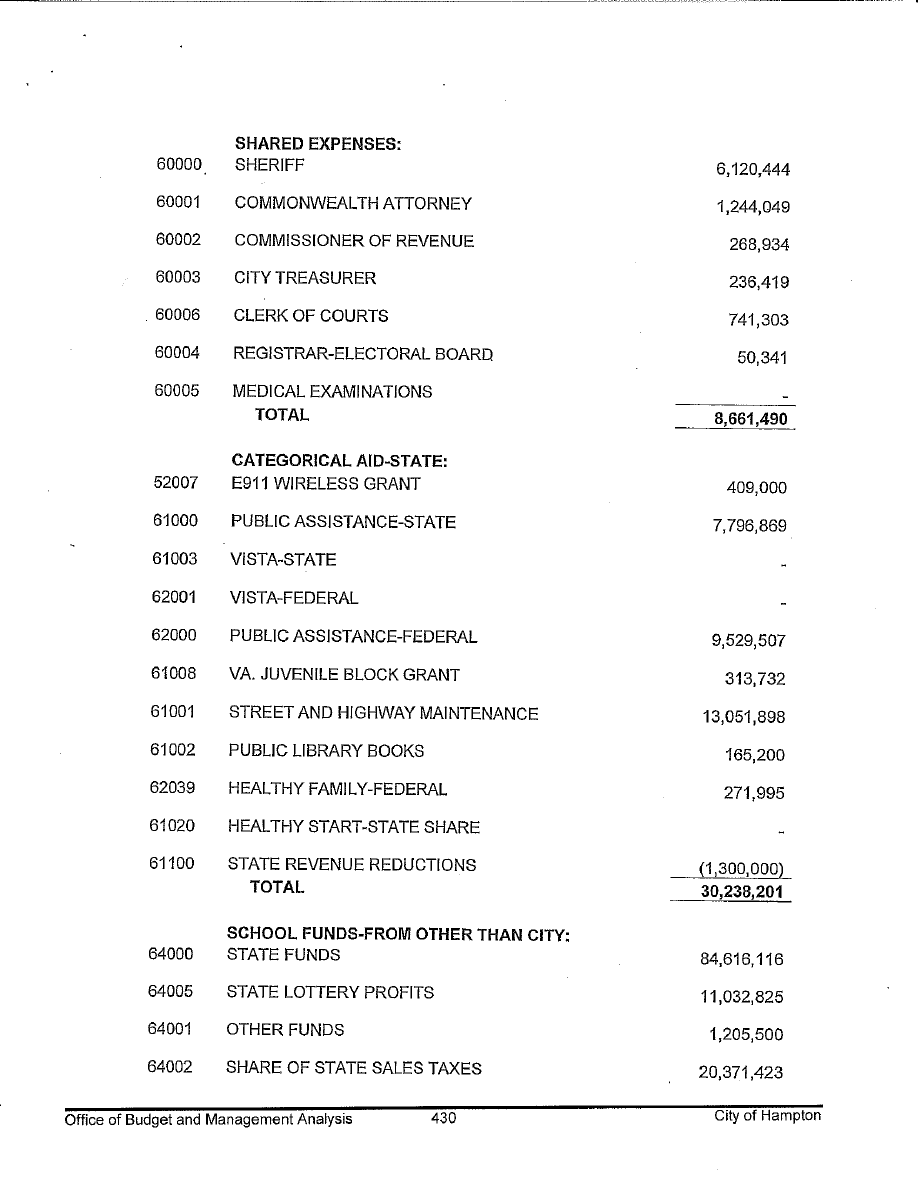 SHARED EXPENSES:
60000 SHERIFF 6,120,444
60001 COMMONWEALTH ATTORNEY 1,244,049
60002 COMMISSIONER OF REVENUE 268,934
60003 CITY TREASURER 236,419
60006 CLERK OF COURTS 741,303
60004 REGISTRAR-ELECTORAL BOARD 50,341
60005 MEDICAL EXAMINATIONS -
TOTAL 8,661,490
CATEGORICAL AID-STATE:
52007 E911 WIRELESS GRANT 409,000
61000 PUBLIC ASSISTANCE-STATE 7,796,869
61003 VISTA-STATE -
62001 VISTA-FEDERAL -
62000 PUBLIC ASSISTANCE-FEDERAL 9,529,507
61008 VA. JUVENILE BLOCK GRANT 313,732
61001 STREET AND HIGHWAY MAINTENANCE 13,051,898
61002 PUBLIC LIBRARY BOOKS 165,200
62039 HEALTHY FAMILY-FEDERAL 271,995
61020 HEALTHY START-STATE SHARE -
61100 STATE REVENUE REDUCTIONS (1,300,000)
TOTAL 30,238,201
SCHOOL FUNDS-FROM OTHER THAN CITY:
64000 STATE FUNDS 84,616,116
64005 STATE LOTTERY PROFITS 11,032,825
64001 OTHER FUNDS 1,205,500
64002 SHARE OF STATE SALES TAXES 20,371,423
Office of Budget and Management Analysis 430 City of Hampton